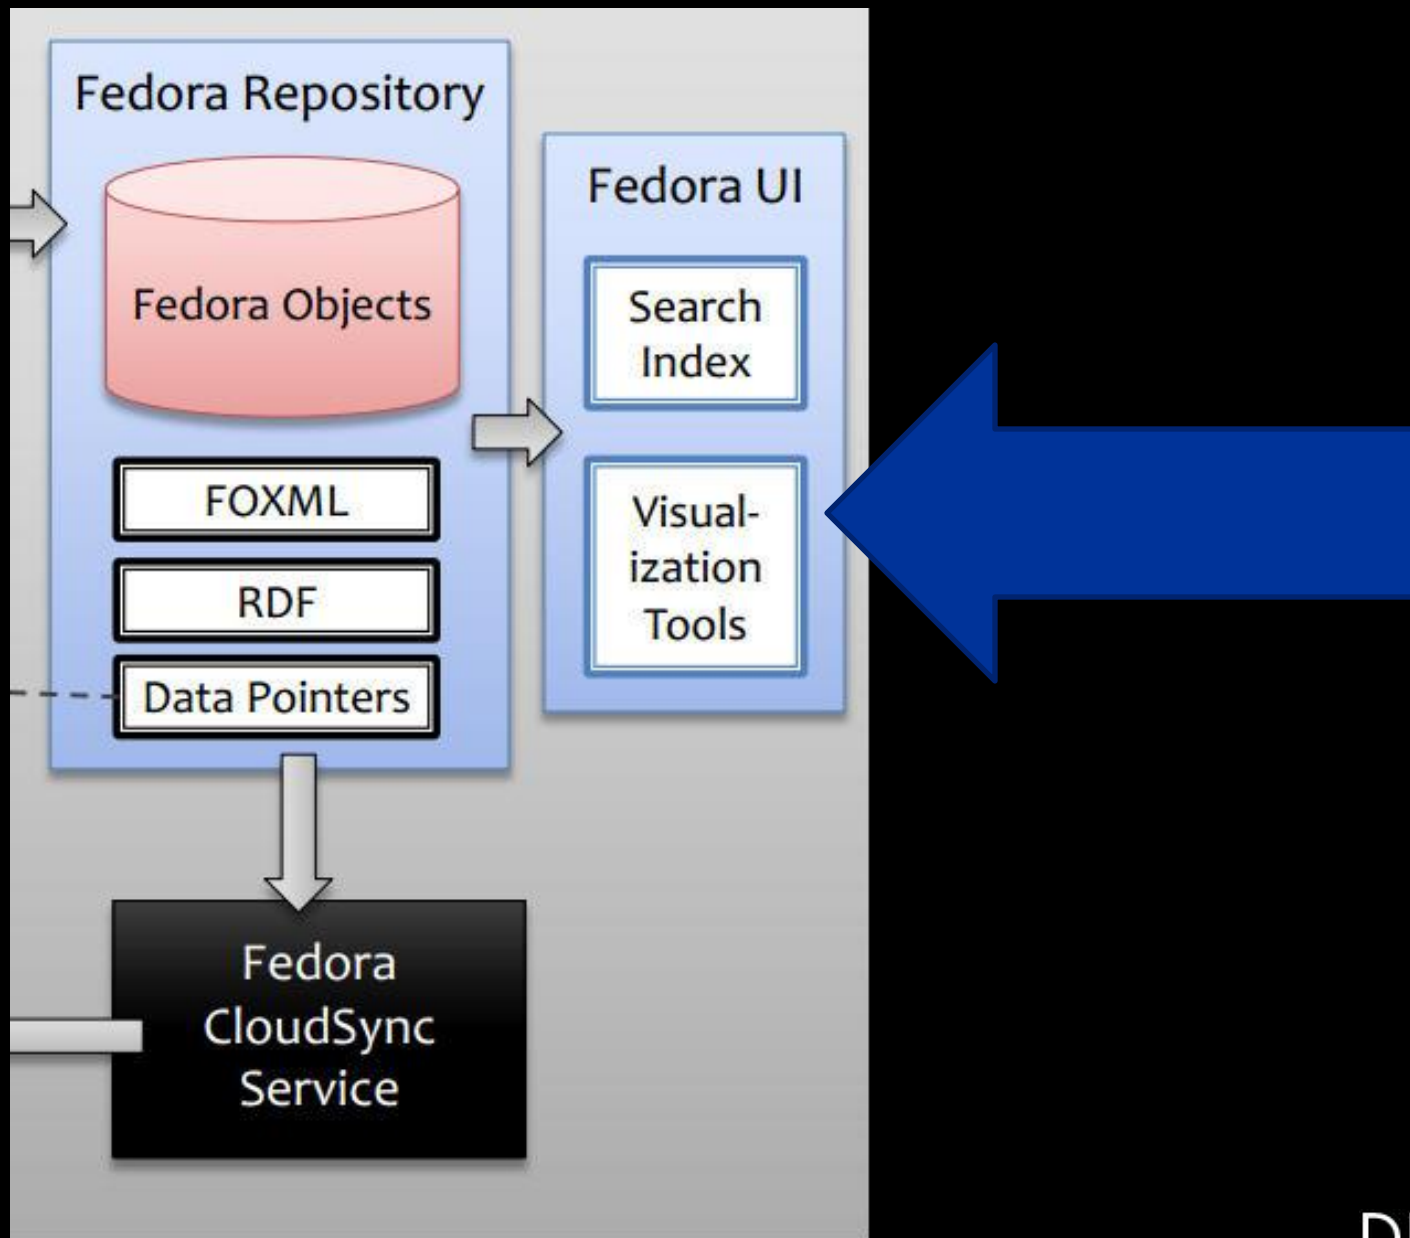 Fedora Repository
Fedora Objects
FOXML
RDF
Data Pointers
Fedora UI
Search
Index
Visual-
ization
Tools
Fedora
CloudSync
Service